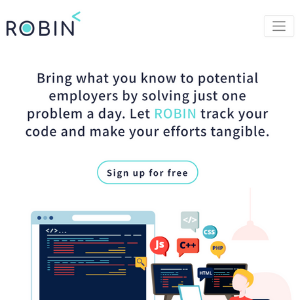 ROBIN
Bring what you know to potential
employers by solving just one
problem a day. Let ROBIN track your
code and make your efforts tangible.
Sign up for free
</...>
</>
CSS
Js
C++
PHP
HTML